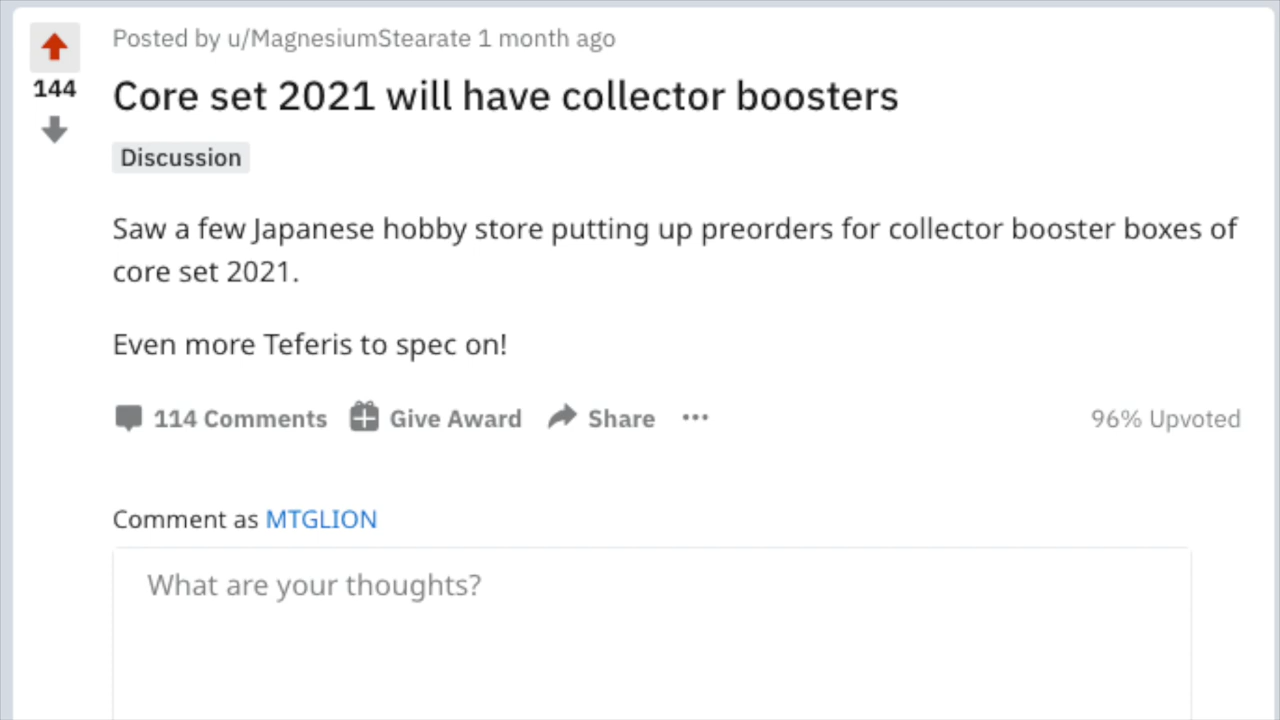 Posted by u/MagnesiumStearate 1 month ago
144
Core set 2021 will have collector boosters
Discussion
Saw a few Japanese hobby store putting up preorders for collector booster boxes of
core set 2021.
Even more Teferis to spec on!
114 Comments Give Award Share ••• 96% Upvoted
Comment as MTGLION
What are your thoughts?